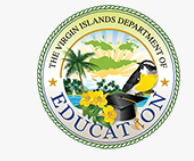 THE VIRGIN ISLANDS DEPARTMENT OF
EDUCATION